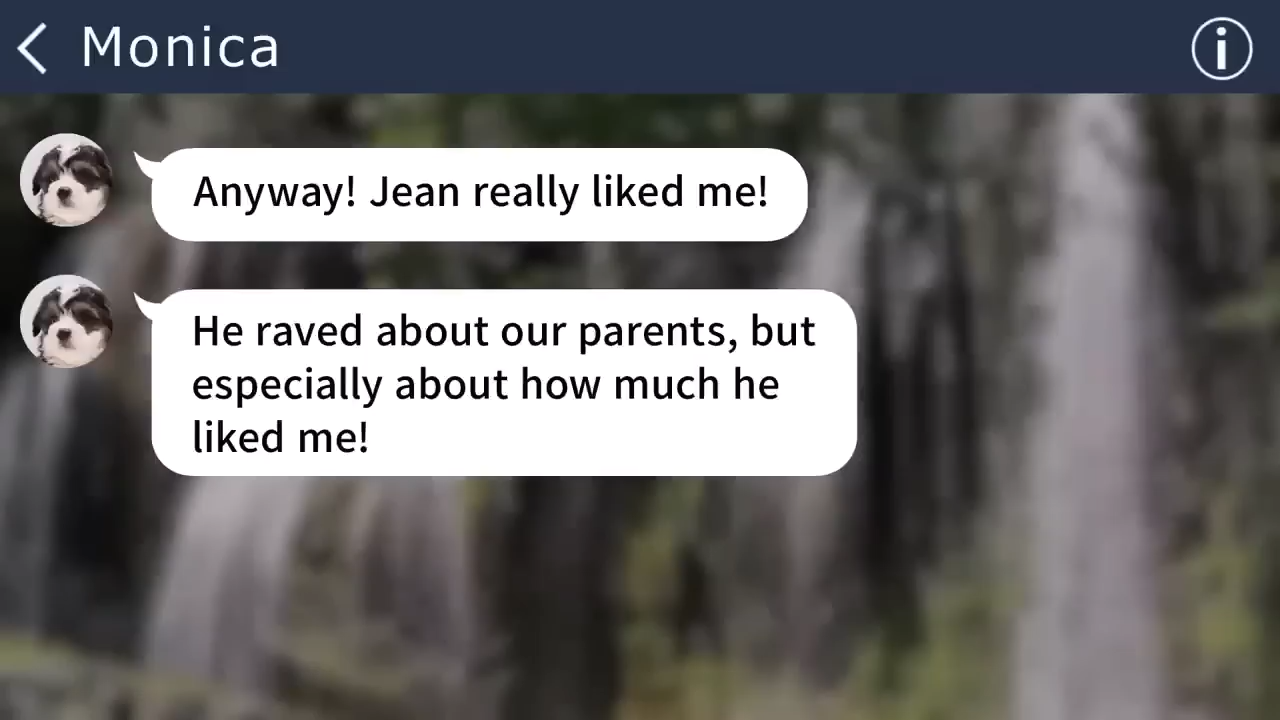 Monica
Anyway! Jean really liked me!
He raved about our parents, but
especially about how much he
liked me!